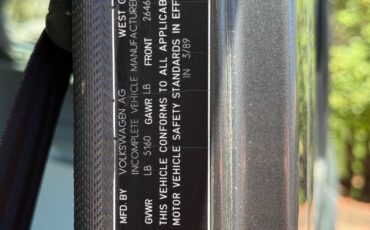 MFD. BY VOLKSWAGEN AG WEST
INCOMPLETE VEHICLE MANUFACTURE
GVWR LB 5160 GAWR LB FRONT 2646
THIS VEHICLE CONFORMS TO ALL APPLICAB
MOTOR VEHICLE SAFETY STANDARDS IN EFF
IN 3/89